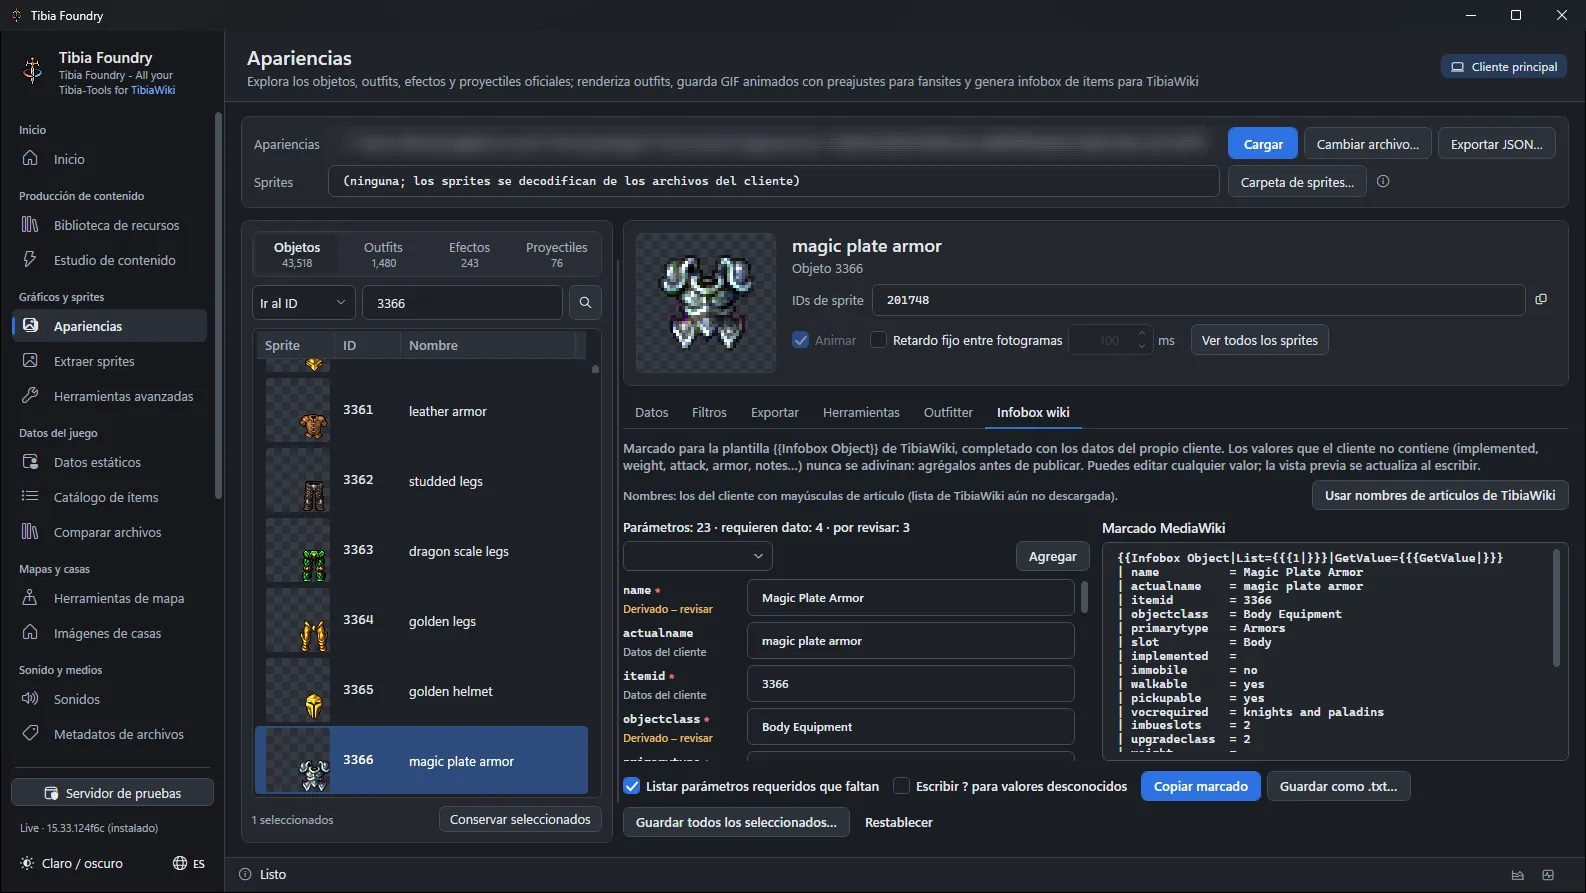 Tibia Foundry
Tibia Foundry
Tibia Foundry - All your
Tibia-Tools for TibiaWiki
Inicio
Inicio
Producción de contenido
Biblioteca de recursos
Estudio de contenido
Gráficos y sprites
Apariencias
Extraer sprites
Herramientas avanzadas
Datos del juego
Datos estáticos
Catálogo de ítems
Comparar archivos
Mapas y casas
Herramientas de mapa
Imágenes de casas
Sonido y medios
Sonidos
Metadatos de archivos
Servidor de pruebas
Live · 15.33.124f6c (instalado)
Claro / oscuro
ES
Apariencias
Explora los objetos, outfits, efectos y proyectiles oficiales; renderiza outfits, guarda GIF animados con preajustes para fansites y genera infobox de ítems para TibiaWiki
Cliente principal
Apariencias
Cargar
Cambiar archivo...
Exportar JSON...
Sprites
(ninguna; los sprites se decodifican de los archivos del cliente)
Carpeta de sprites...
Objetos
43,518
Outfits
1,480
Efectos
243
Proyectiles
76
Ir al ID
3366
Sprite
ID
Nombre
3361
leather armor
3362
studded legs
3363
dragon scale legs
3364
golden legs
3365
golden helmet
3366
magic plate armor
1 seleccionados
Conservar seleccionados
magic plate armor
Objeto 3366
IDs de sprite
201748
Animar
Retardo fijo entre fotogramas
100
ms
Ver todos los sprites
Datos
Filtros
Exportar
Herramientas
Outfitter
Infobox wiki
Marcado para la plantilla {{Infobox Object}} de TibiaWiki, completado con los datos del propio cliente. Los valores que el cliente no contiene (implemented,
weight, attack, armor, notes...) nunca se adivinan: agrégalos antes de publicar. Puedes editar cualquier valor; la vista previa se actualiza al escribir.
Nombres: los del cliente con mayúsculas de artículo (lista de TibiaWiki aún no descargada).
Usar nombres de artículos de TibiaWiki
Parámetros: 23 · requieren dato: 4 · por revisar: 3
Agregar
name *
Derivado – revisar
Magic Plate Armor
actualname
Datos del cliente
magic plate armor
itemid *
Datos del cliente
3366
objectclass *
Derivado – revisar
Body Equipment
Marcado MediaWiki
{{Infobox Object|List={{{1|}}}|GetValue={{{GetValue|}}}
| name = Magic Plate Armor
| actualname = magic plate armor
| itemid = 3366
| objectclass = Body Equipment
| primarytype = Armors
| slot = Body
| implemented =
| immobile = no
| walkable = yes
| pickupable = yes
| vocrequired = knights and paladins
| imbueslots = 2
| upgradeclass = 2
Listar parámetros requeridos que faltan
Escribir ? para valores desconocidos
Copiar marcado
Guardar como .txt...
Guardar todos los seleccionados...
Restablecer
Listo